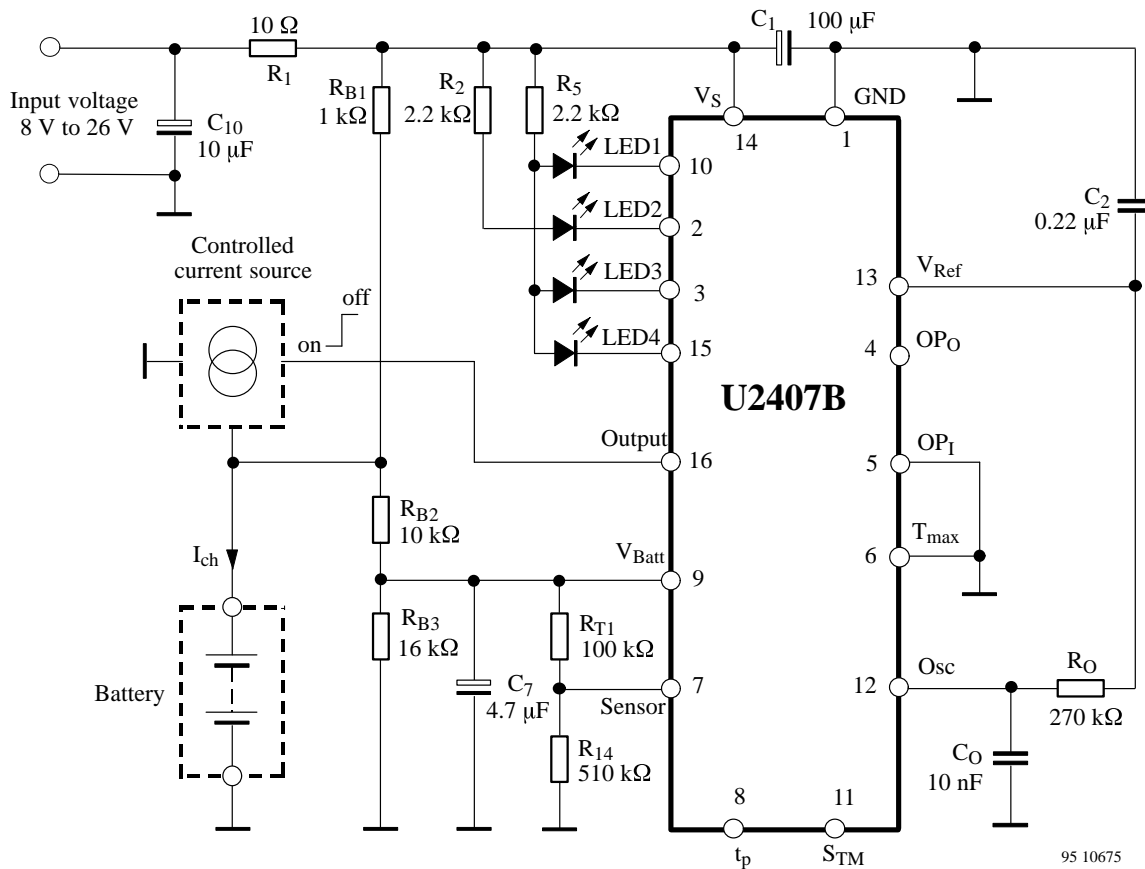 C1
100 µF
10 Ω
R1
Input voltage
8 V to 26 V
C10
10 µF
RB1
1 kΩ
R2
2.2 kΩ
R5
2.2 kΩ
VS
GND
14
1
LED1
10
LED2
2
LED3
3
LED4
15
C2
0.22 µF
13
VRef
4
OPO
U2407B
Controlled
current source
off
on
Output
16
5
OPI
RB2
10 kΩ
6
Tmax
Ich
VBatt
9
RB3
16 kΩ
RT1
100 kΩ
Battery
C7
4.7 µF
Sensor
7
12
Osc
RO
270 kΩ
R14
510 kΩ
CO
10 nF
8
11
tp
STM
95 10675